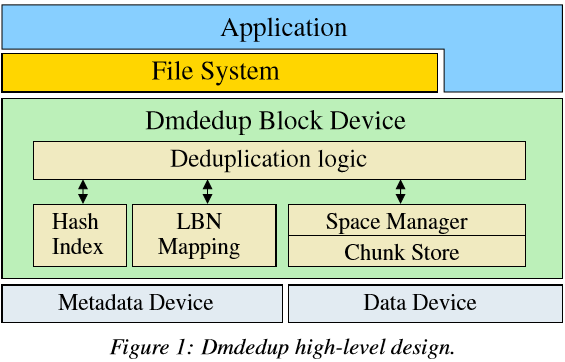 Application
File System
Dmdedup Block Device
Deduplication logic
Hash
Index
LBN
Mapping
Space Manager
Chunk Store
Metadata Device
Data Device
Figure 1: Dmdedup high-level design.